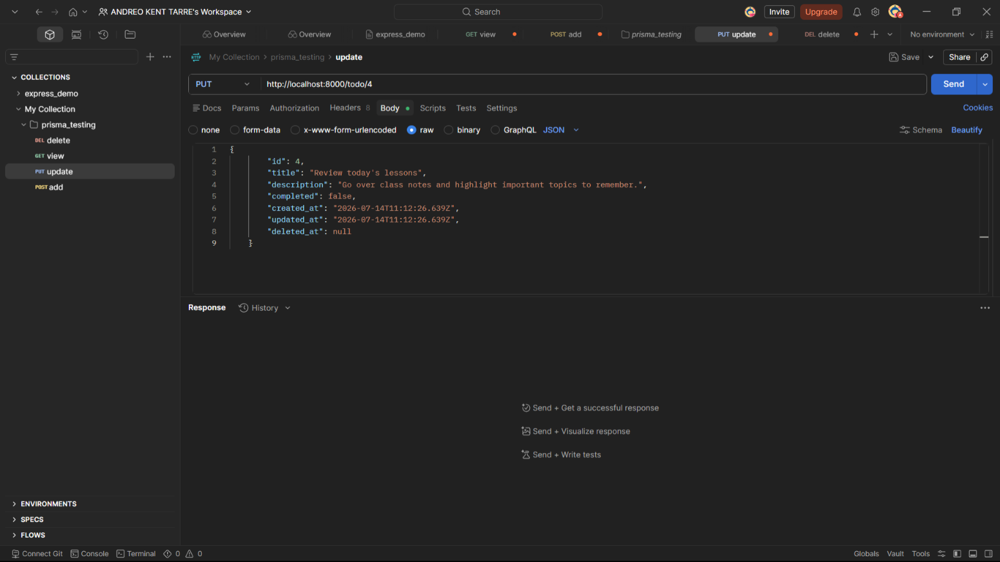 ANDREO KENT TARRE's Workspace
Search
Invite
Upgrade
Overview
Overview
express_demo
GET view
POST add
prisma_testing
PUT update
DEL delete
No environment
COLLECTIONS
express_demo
My Collection
prisma_testing
DEL delete
GET view
PUT update
POST add
ENVIRONMENTS
SPECS
FLOWS
HTTP My Collection > prisma_testing > update
Save
Share
PUT http://localhost:8000/todo/4
Send
Docs Params Authorization Headers 8 Body Scripts Tests Settings
Cookies
none form-data x-www-form-urlencoded raw binary GraphQL JSON
Schema Beautify
1 {
2 "id": 4,
3 "title": "Review today's lessons",
4 "description": "Go over class notes and highlight important topics to remember.",
5 "completed": false,
6 "created_at": "2026-07-14T11:12:26.639Z",
7 "updated_at": "2026-07-14T11:12:26.639Z",
8 "deleted_at": null
9 }
Response History
Send + Get a successful response
Send + Visualize response
Send + Write tests
Connect Git Console Terminal 0 0
Globals Vault Tools